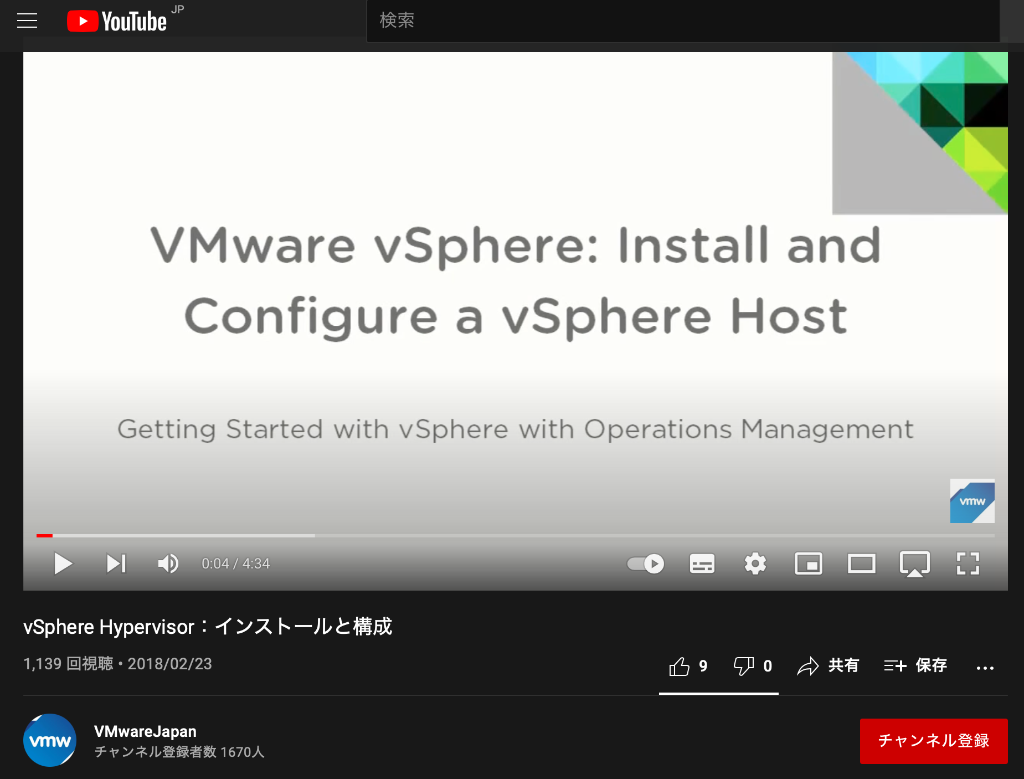 YouTube JP
検索
VMware vSphere: Install and
Configure a vSphere Host
Getting Started with vSphere with Operations Management
vmw
0:04 / 4:34
vSphere Hypervisor：インストールと構成
1,139 回視聴 • 2018/02/23
9 0 共有 保存 ...
vmw
VMwareJapan
チャンネル登録者数 1670人
チャンネル登録